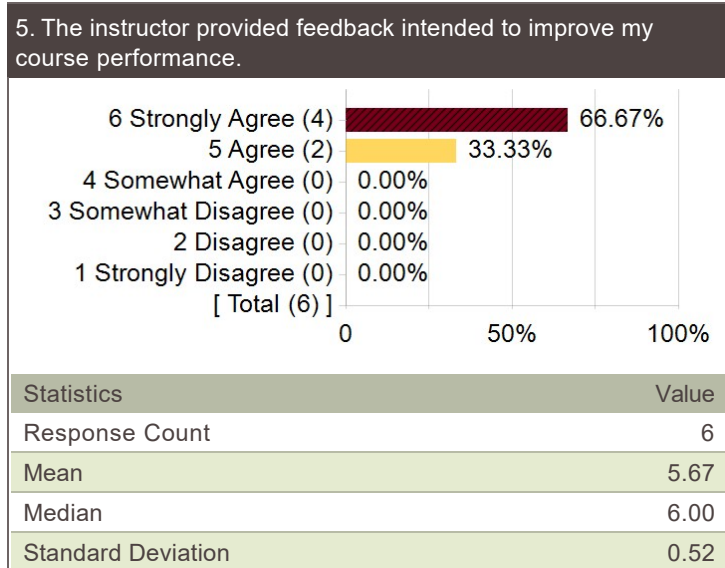 5. The instructor provided feedback intended to improve my
course performance.
6 Strongly Agree (4) 66.67%
5 Agree (2) 33.33%
4 Somewhat Agree (0) 0.00%
3 Somewhat Disagree (0) 0.00%
2 Disagree (0) 0.00%
1 Strongly Disagree (0) 0.00%
[ Total (6) ]
0 50% 100%
Statistics Value
Response Count 6
Mean 5.67
Median 6.00
Standard Deviation 0.52